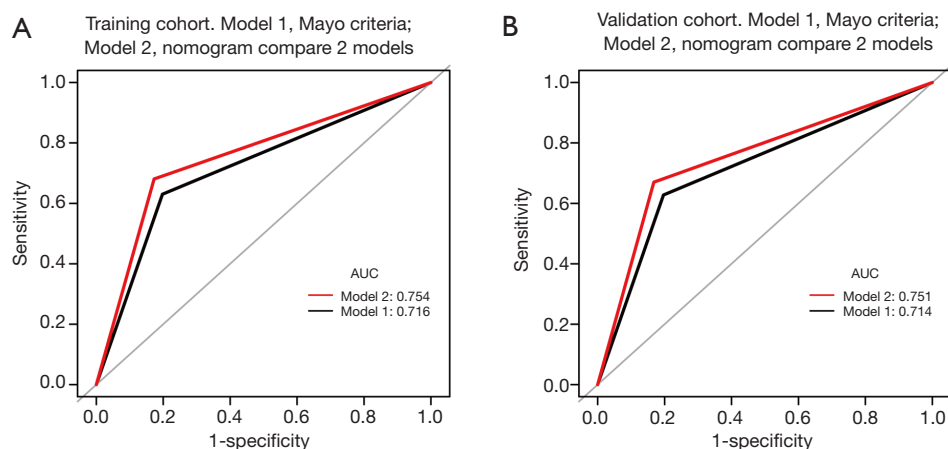 A
Training cohort. Model 1, Mayo criteria;
Model 2, nomogram compare 2 models
1.0
0.8
0.6
0.4
0.2
0.0
Sensitivity
AUC
Model 2: 0.754
Model 1: 0.716
0.0 0.2 0.4 0.6 0.8 1.0
1-specificity
B
Validation cohort. Model 1, Mayo criteria;
Model 2, nomogram compare 2 models
1.0
0.8
0.6
0.4
0.2
0.0
Sensitivity
AUC
Model 2: 0.751
Model 1: 0.714
0.0 0.2 0.4 0.6 0.8 1.0
1-specificity